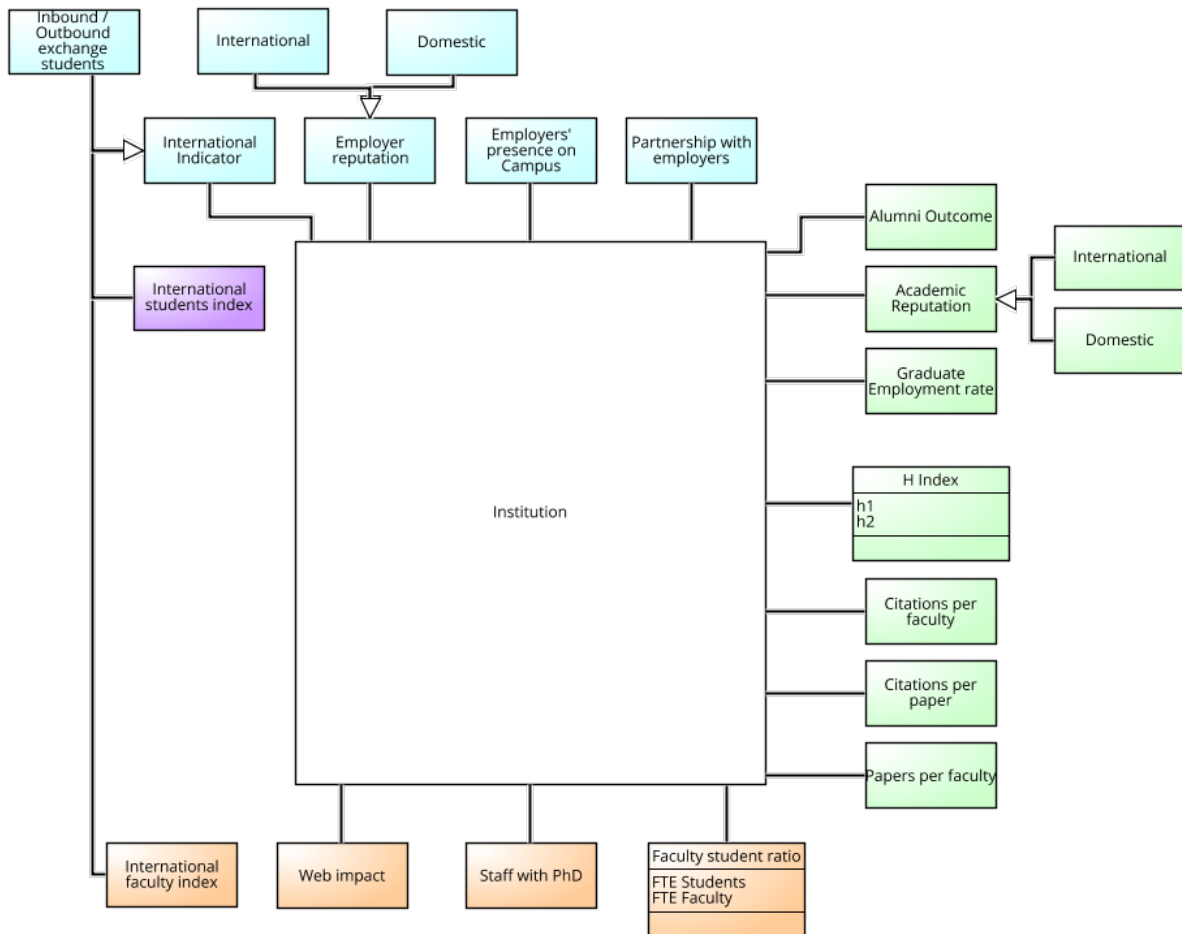 Inbound /
Outbound
exchange
students
International
Domestic
International
Indicator
Employer
reputation
Employers'
presence on
Campus
Partnership with
employers
Alumni Outcome
International
International
students index
Academic
Reputation
Domestic
Graduate
Employment rate
H Index
h1
h2
Institution
Citations per
faculty
Citations per
paper
Papers per faculty
International
faculty index
Web impact
Staff with PhD
Faculty student ratio
FTE Students
FTE Faculty